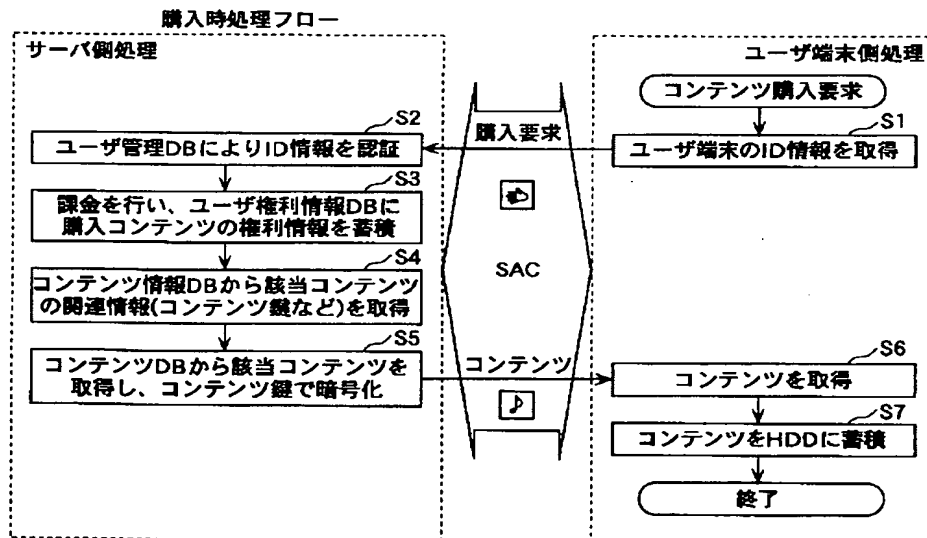 購入時処理フロー
サーバ側処理
S2
ユーザ管理DBによりID情報を認証
S3
課金を行い、ユーザ権利情報DBに
購入コンテンツの権利情報を蓄積
S4
コンテンツ情報DBから該当コンテンツ
の関連情報(コンテンツ鍵など)を取得
S5
コンテンツDBから該当コンテンツを
取得し、コンテンツ鍵で暗号化
購入要求
SAC
コンテンツ
ユーザ端末側処理
コンテンツ購入要求
S1
ユーザ端末のID情報を取得
S6
コンテンツを取得
S7
コンテンツをHDDに蓄積
終了